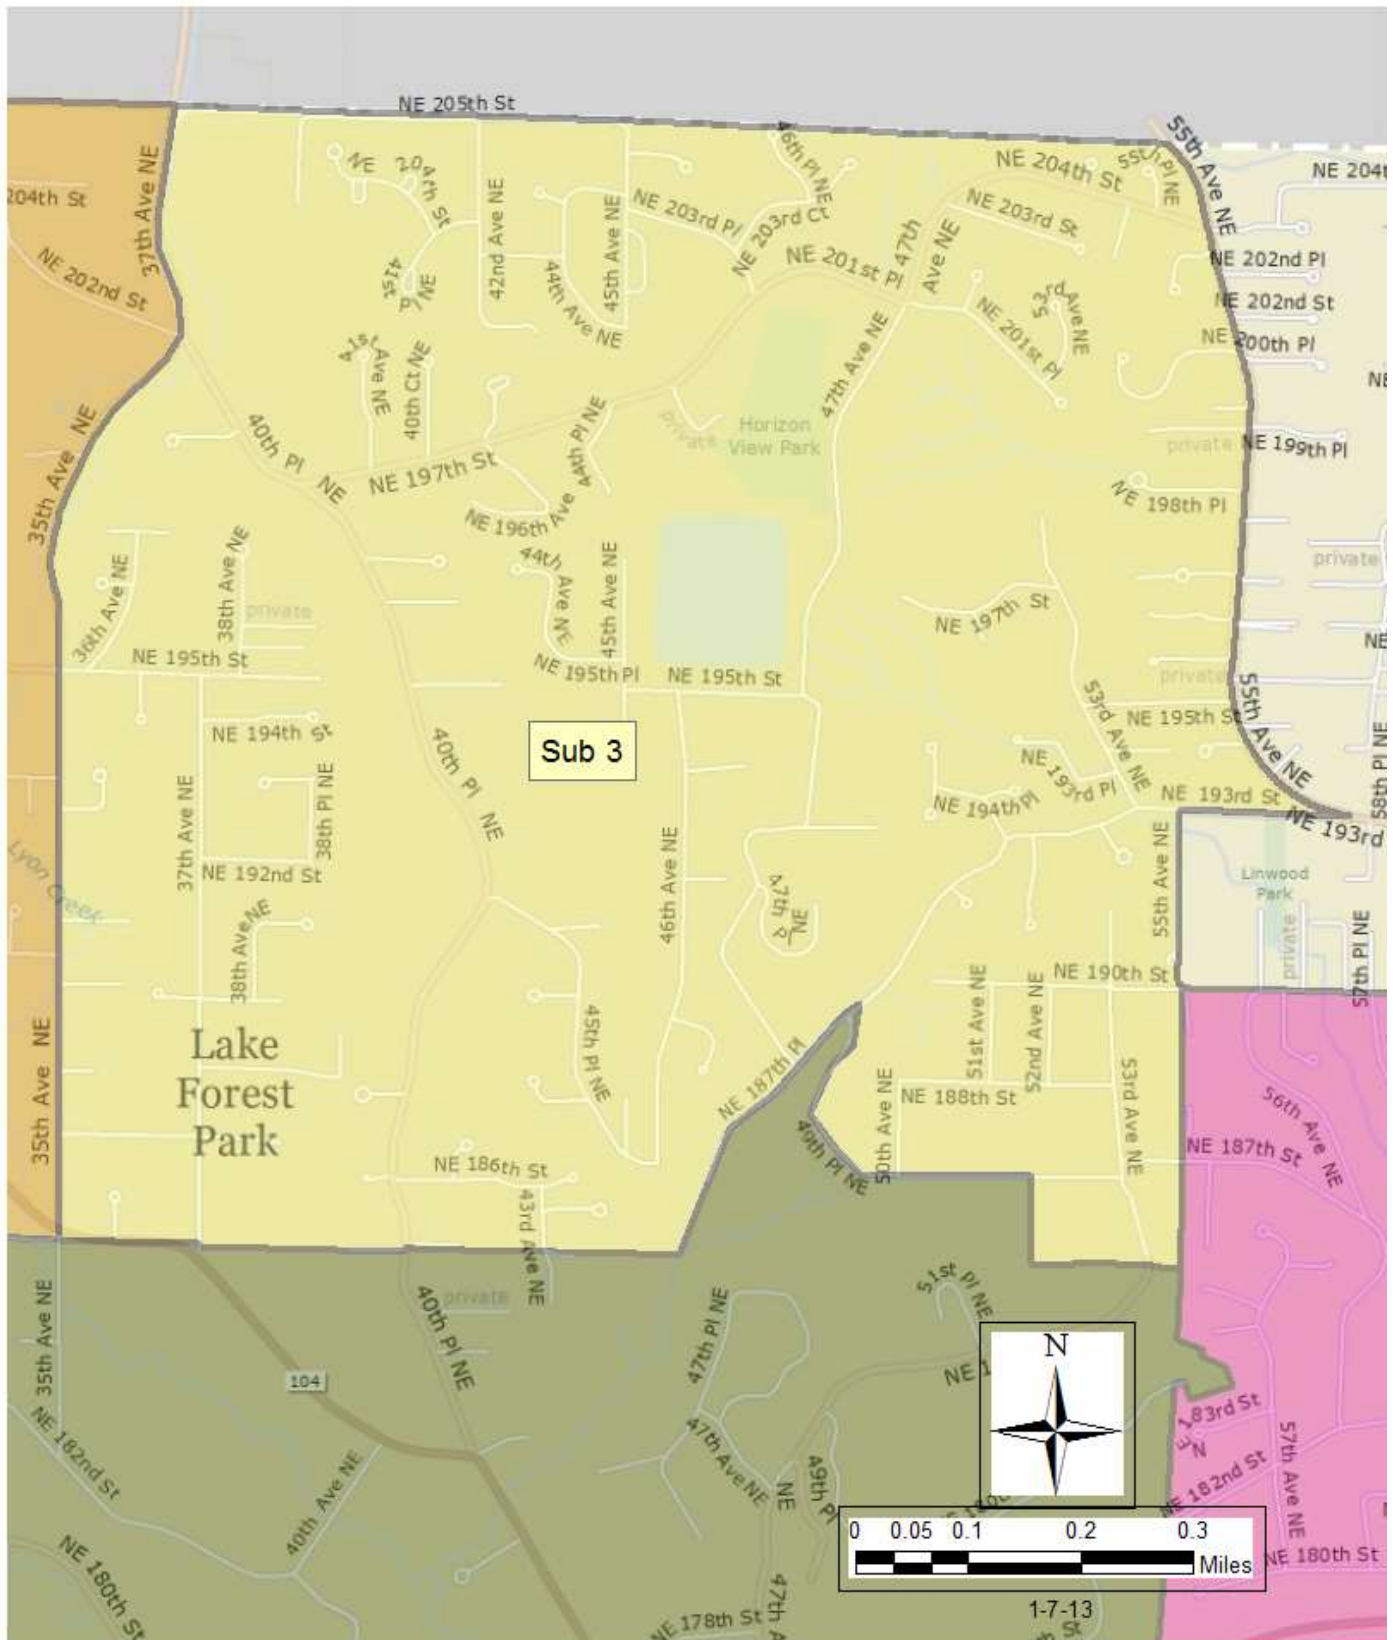 NE 205th St
55th Ave NE
46th Pl NE
NE 204th St
55th Pl NE
NE 204t
204th St
37th Ave NE
NE 204th St
42nd Ave NE
45th Ave NE
NE 203rd Pl
NE 203rd Ct
NE 203rd St
47th
Ave NE
NE 202nd St
41st Pl NE
44th Ave NE
NE 201st Pl
NE 202nd Pl
NE 202nd St
NE 200th Pl
53rd Ave NE
NE 201st Pl
41st Ave NE
40th Ct NE
47th Ave NE
NE
35th Ave NE
40th Pl NE
44th Pl NE
private
Horizon
View Park
private
NE 199th Pl
NE 197th St
NE 196th Ave
NE 198th Pl
36th Ave NE
38th Ave NE
private
44th Ave NE
45th Ave NE
private
NE 197th St
NE 195th St
NE 195th Pl
NE 195th St
private
NE
NE 194th St
40th Pl NE
Sub 3
53rd Ave NE
NE 195th St
55th Ave NE
58th Pl NE
37th Ave NE
38th Pl NE
NE 193rd Pl
NE 194th Pl
NE 193rd St
NE 193rd
Lyon Creek
NE 192nd St
46th Ave NE
47th Pl NE
55th Ave NE
Linwood
Park
private
57th Pl NE
38th Ave NE
NE 190th St
51st Ave NE
52nd Ave NE
35th Ave NE
Lake
Forest
Park
45th Pl NE
NE 187th Pl
50th Ave NE
NE 188th St
53rd Ave NE
56th Ave NE
49th Pl NE
NE 187th St
NE 186th St
43rd Ave NE
35th Ave NE
40th Pl NE
private
47th Pl NE
51st Pl NE
N
NE 1
104
NE 182nd St
40th Ave NE
47th Ave NE
NE
49th Pl
NE 183rd St
57th Ave NE
NE 182nd St
0 0.05 0.1 0.2 0.3
Miles
NE 180th St
NE 180th St
1-7-13
NE 178th St
47th A
St